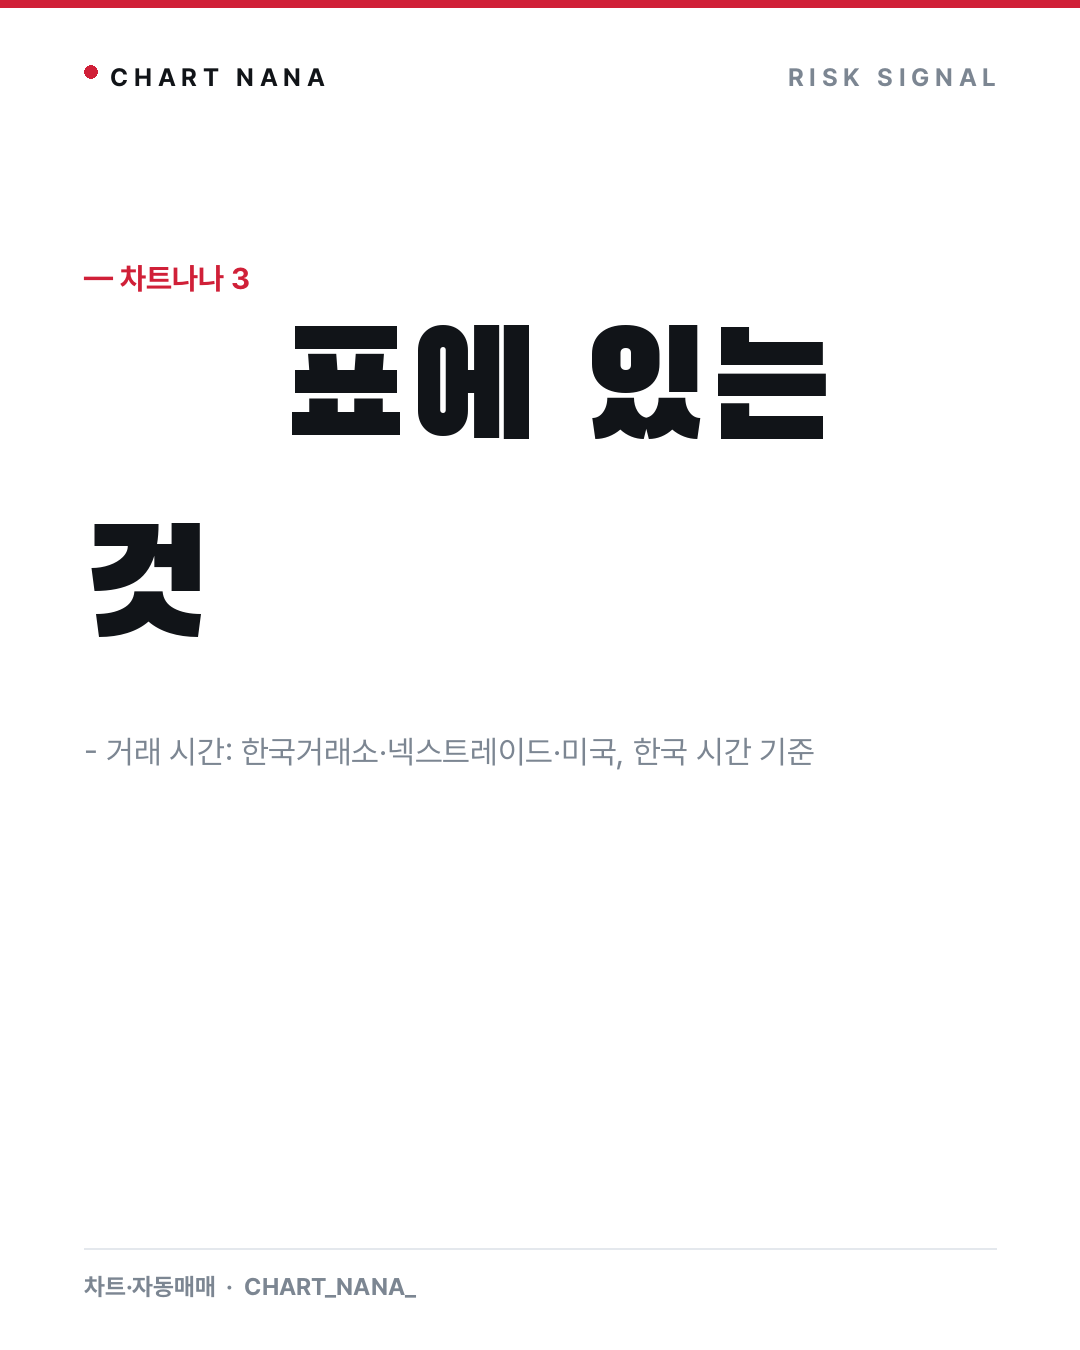 CHART NANA
RISK SIGNAL
— 차트나나 3
표에 있는
것
- 거래 시간: 한국거래소·넥스트레이드·미국, 한국 시간 기준
차트·자동매매 · CHART_NANA_